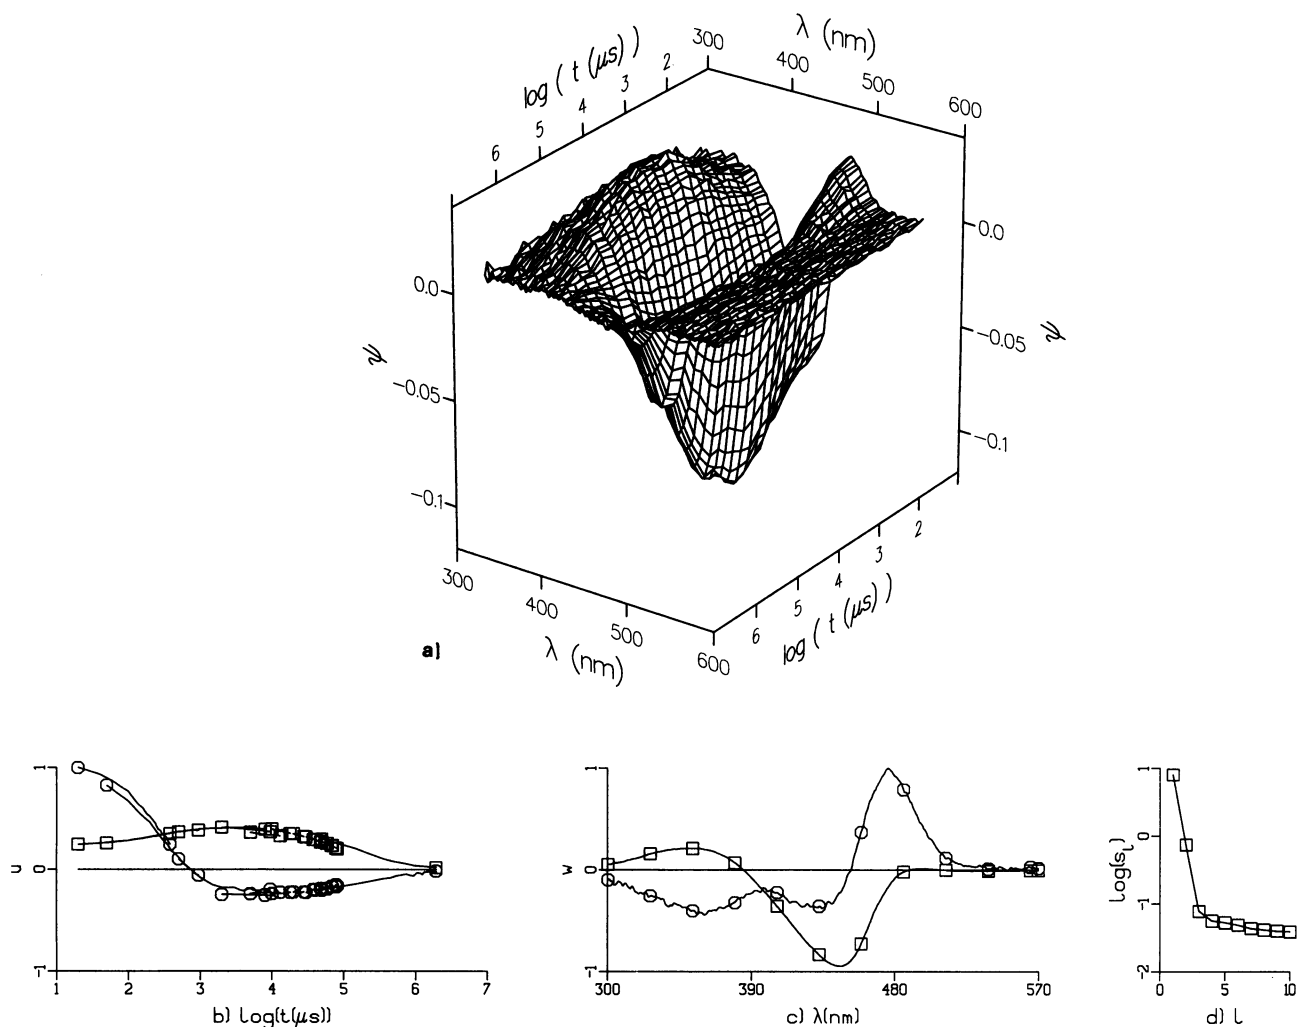 λ (nm)
300
400
500
600
log ( t (μs) )
2
3
4
5
6
0.0
-0.05
-0.1
ψ
0.0
-0.05
-0.1
ψ
300
400
500
600
λ (nm)
2
3
4
5
6
log ( t (μs) )
a)
1
0
-1
u
1 2 3 4 5 6 7
b) log(t(μs))
1
0
-1
w
300 390 480 570
c) λ(nm)
1
0
-1
-2
log(s_l)
0 5 10
d) l